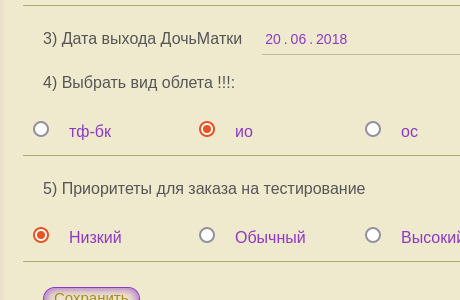 3) Дата выхода ДочьМатки 20 . 06 . 2018
4) Выбрать вид облета !!!:
тф-бк ио ос
5) Приоритеты для заказа на тестирование
Низкий Обычный Высокий
Сохранить